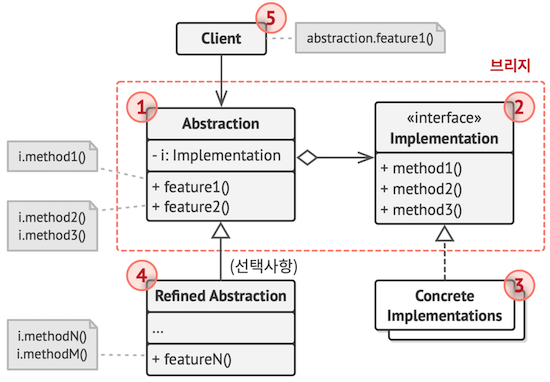 5
Client
abstraction.feature1()
브리지
1
Abstraction
- i: Implementation
+ feature1()
+ feature2()
i.method1()
i.method2()
i.method3()
2
«interface»
Implementation
+ method1()
+ method2()
+ method3()
(선택사항)
4
Refined Abstraction
...
+ featureN()
i.methodN()
i.methodM()
3
Concrete
Implementations